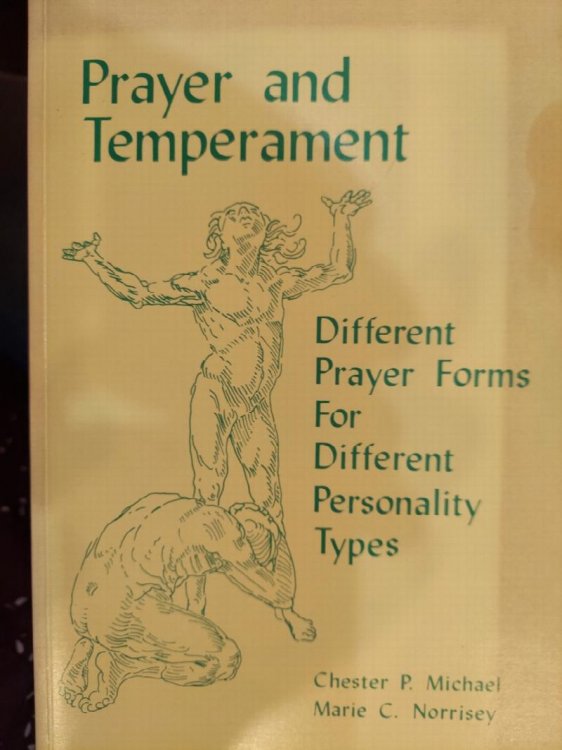 Prayer and
Temperament
Different
Prayer Forms
For
Different
Personality
Types
Chester P. Michael
Marie C. Norrisey